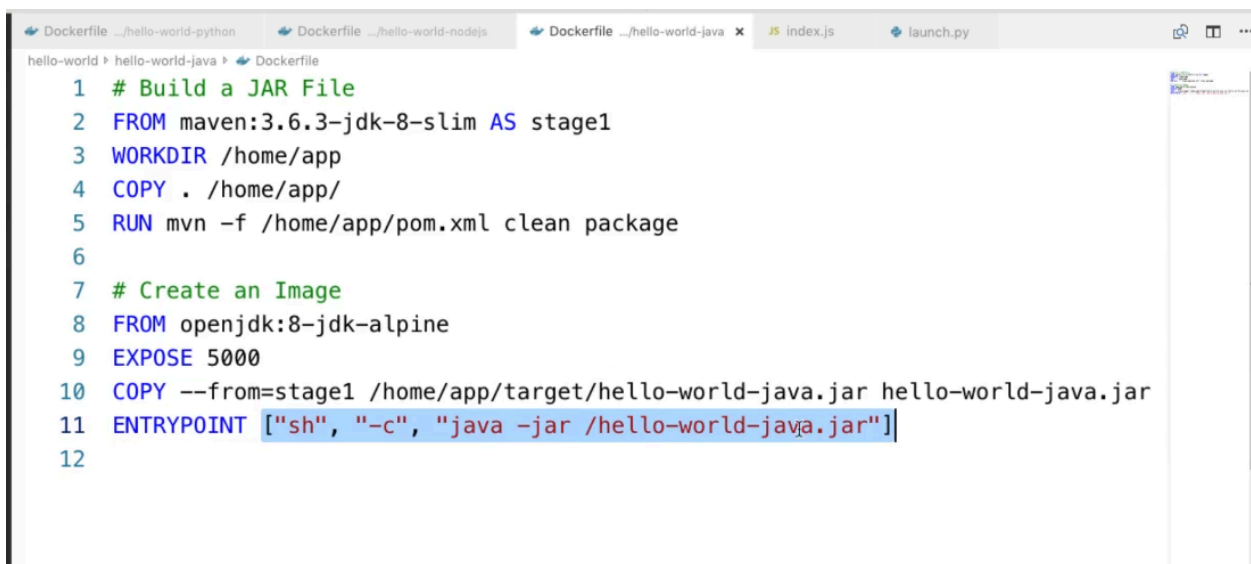 Dockerfile .../hello-world-python Dockerfile .../hello-world-nodejs Dockerfile .../hello-world-java × JS index.js launch.py
hello-world hello-world-java Dockerfile
1 # Build a JAR File
2 FROM maven:3.6.3-jdk-8-slim AS stage1
3 WORKDIR /home/app
4 COPY . /home/app/
5 RUN mvn -f /home/app/pom.xml clean package
6
7 # Create an Image
8 FROM openjdk:8-jdk-alpine
9 EXPOSE 5000
10 COPY --from=stage1 /home/app/target/hello-world-java.jar hello-world-java.jar
11 ENTRYPOINT ["sh", "-c", "java -jar /hello-world-java.jar"]
12